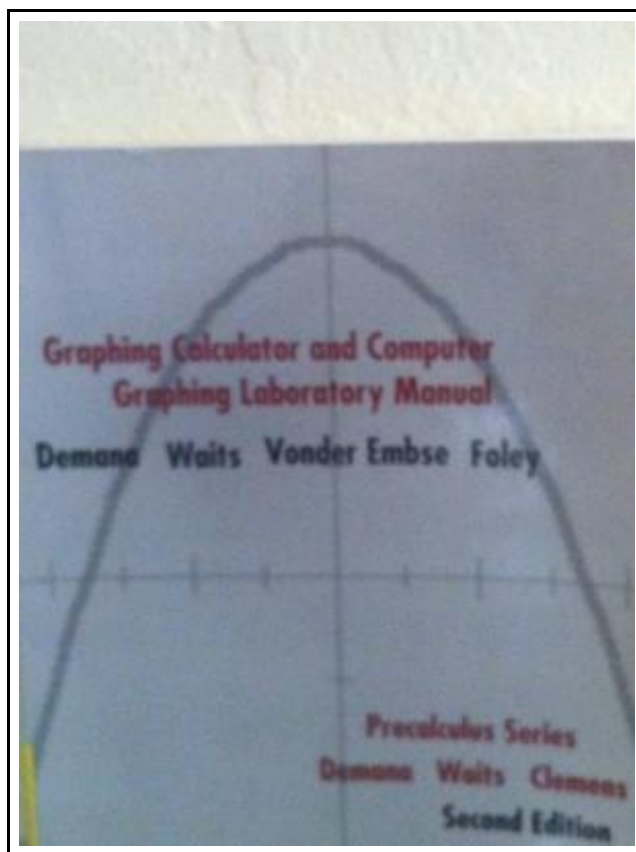 Graphing Calculator and Computer
Graphing Laboratory Manual
Demana Waits Vonder Embse Foley
Precalculus Series
Demana Waits Clemens
Second Edition